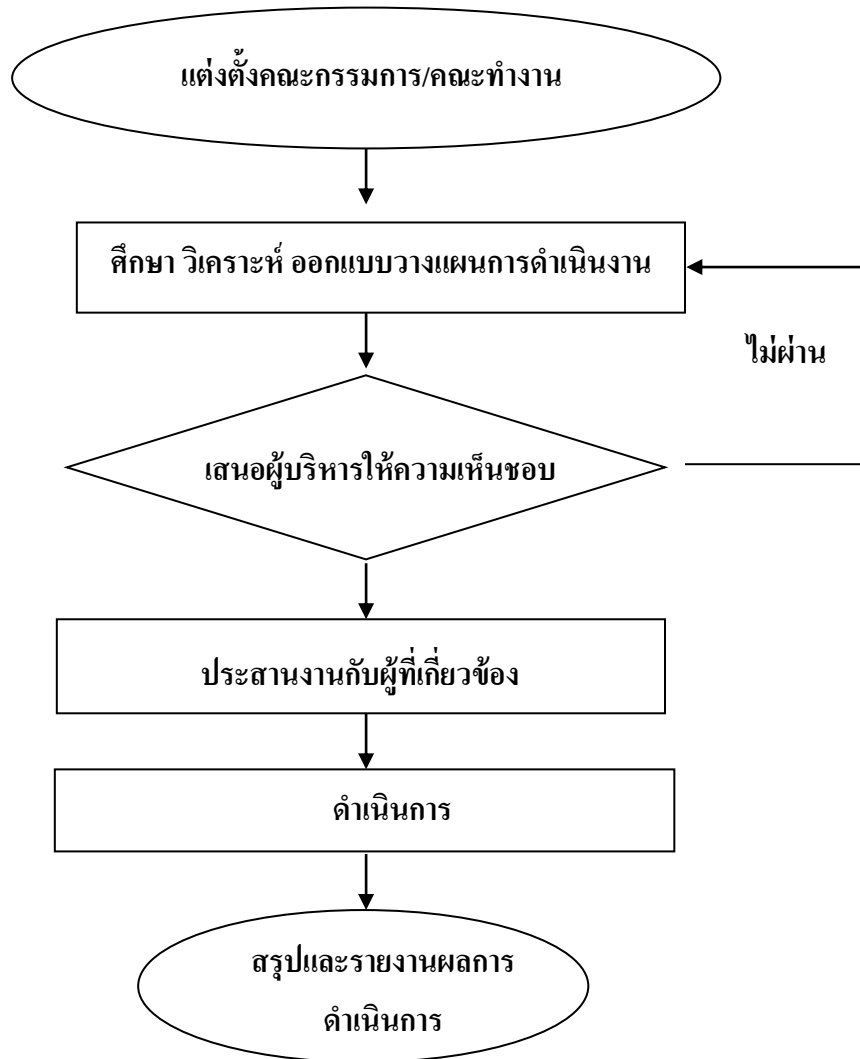 แต่งตั้งคณะกรรมการ/คณะทำงาน
ศึกษา วิเคราะห์ ออกแบบวางแผนการดำเนินงาน
ไม่ผ่าน
เสนอผู้บริหารให้ความเห็นชอบ
ประสานงานกับผู้ที่เกี่ยวข้อง
ดำเนินการ
สรุปและรายงานผลการ
ดำเนินการ